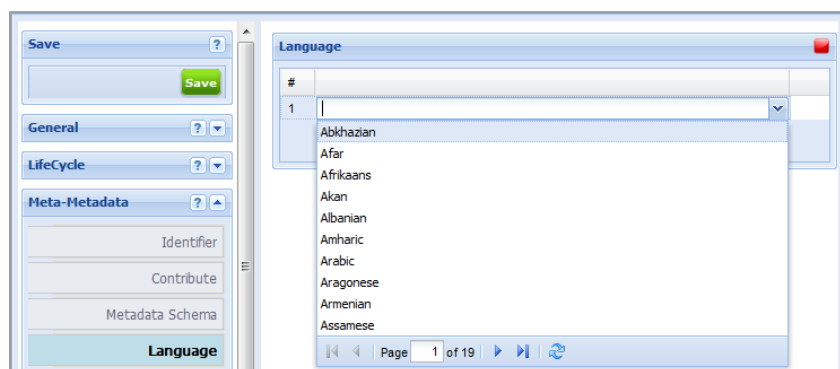 Save
?
Save
General
?
LifeCycle
?
Meta-Metadata
?
Identifier
Contribute
Metadata Schema
Language
Language
#
1
Abkhazian
Afar
Afrikaans
Akan
Albanian
Amharic
Arabic
Aragonese
Armenian
Assamese
Page 1 of 19